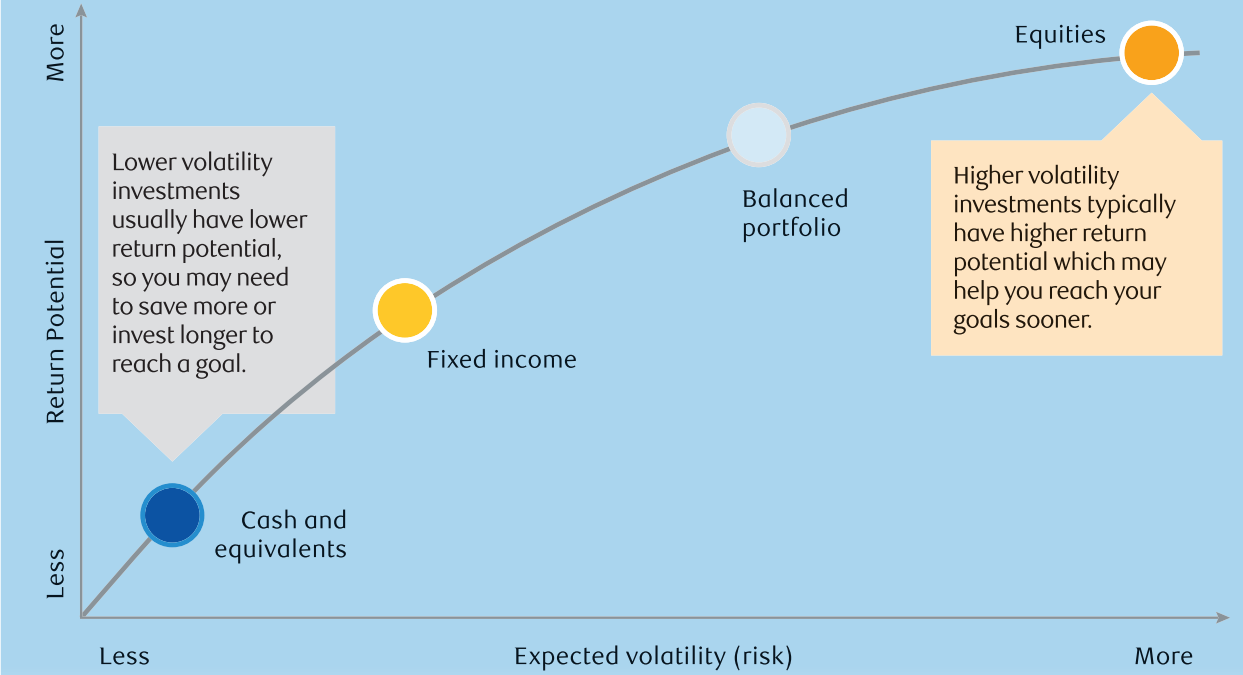 More
Equities
Lower volatility
investments
usually have lower
return potential,
so you may need
to save more or
invest longer to
reach a goal.
Higher volatility
investments typically
have higher return
potential which may
help you reach your
goals sooner.
Balanced
portfolio
Return Potential
Fixed income
Cash and
equivalents
Less
Less
Expected volatility (risk)
More